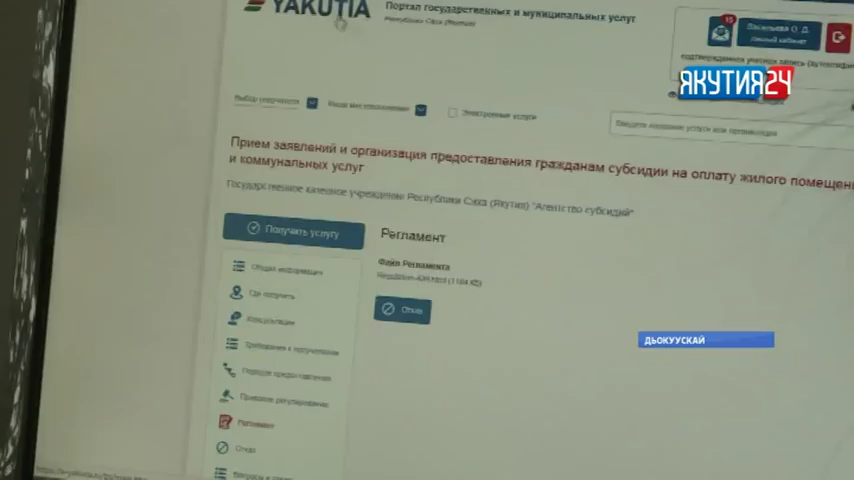 YAKUTIA
Портал государственных и муниципальных услуг
Республики Саха (Якутия)
15
Васильева О. Д.
личный кабинет
ЯКУТИЯ24
Электронные услуги
Введите название услуги или организации
Прием заявлений и организация предоставления гражданам субсидии на оплату жилого помещени
и коммунальных услуг
Государственное казенное учреждение Республики Саха (Якутия) "Агентство субсидий"
Получить услугу
Регламент
Файл Регламента
Общая информация
Где получить
Консультации
Отказ
Требования к получателям
ДЬОКУУСКАЙ
Порядок предоставления
Правовое регулирование
Регламент
Отказ